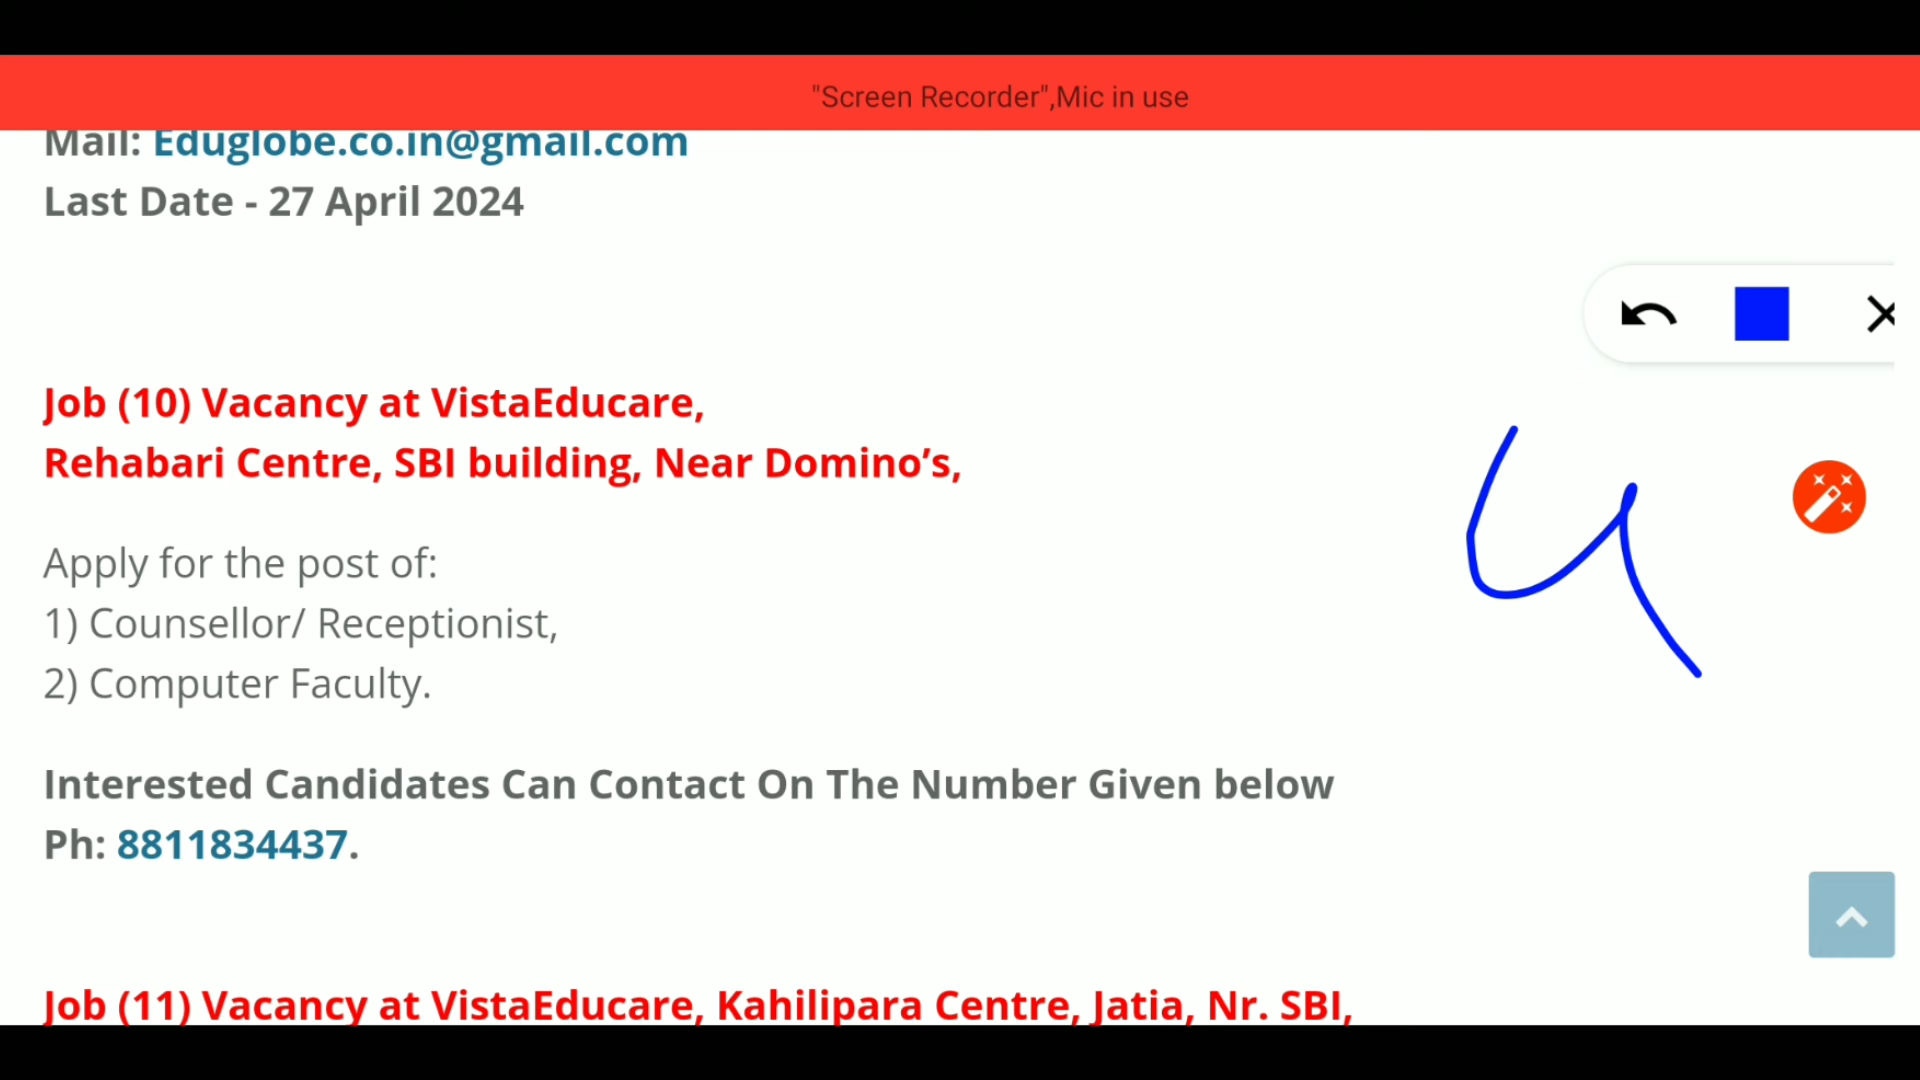 "Screen Recorder",Mic in use
Mail: Eduglobe.co.in@gmail.com
Last Date - 27 April 2024
Job (10) Vacancy at VistaEducare,
Rehabari Centre, SBI building, Near Domino’s,
Apply for the post of:
1) Counsellor/ Receptionist,
2) Computer Faculty.
Interested Candidates Can Contact On The Number Given below
Ph: 8811834437.
Job (11) Vacancy at VistaEducare, Kahilipara Centre, Jatia, Nr. SBI,